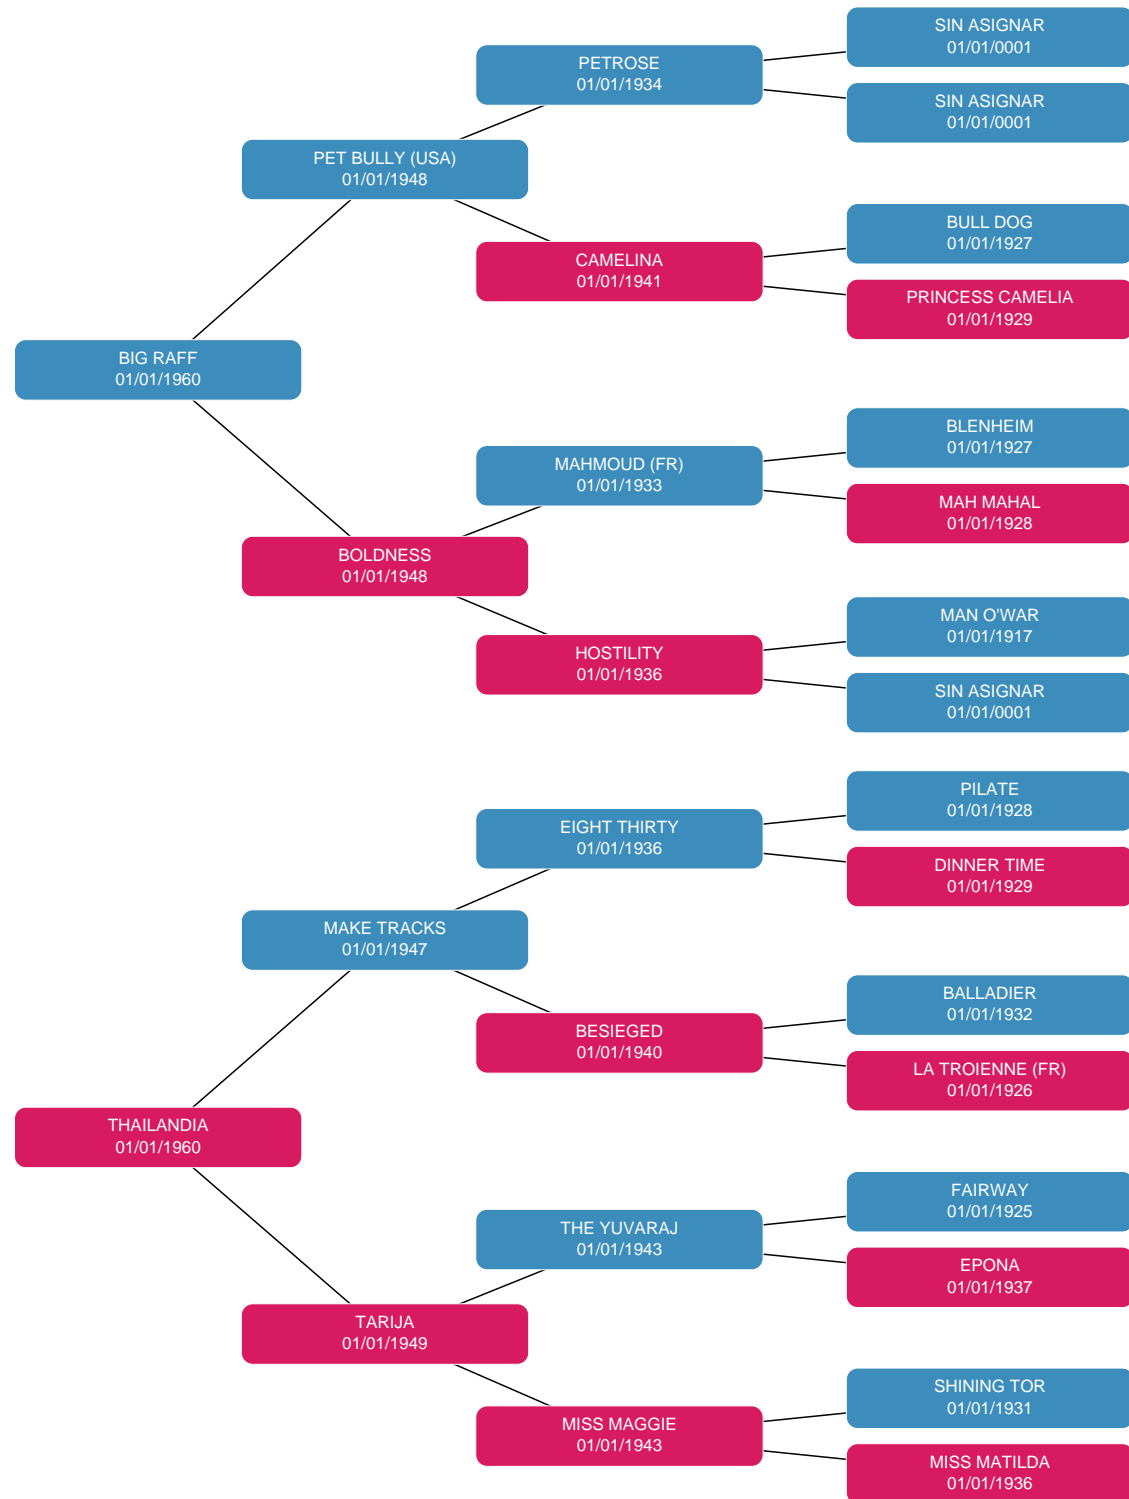 SIN ASIGNAR
01/01/0001
PETROSE
01/01/1934
SIN ASIGNAR
01/01/0001
PET BULLY (USA)
01/01/1948
BULL DOG
01/01/1927
CAMELINA
01/01/1941
PRINCESS CAMELIA
01/01/1929
BIG RAFF
01/01/1960
BLENHEIM
01/01/1927
MAHMOUD (FR)
01/01/1933
MAH MAHAL
01/01/1928
BOLDNESS
01/01/1948
MAN O'WAR
01/01/1917
HOSTILITY
01/01/1936
SIN ASIGNAR
01/01/0001
PILATE
01/01/1928
EIGHT THIRTY
01/01/1936
DINNER TIME
01/01/1929
MAKE TRACKS
01/01/1947
BALLADIER
01/01/1932
BESIEGED
01/01/1940
LA TROIENNE (FR)
01/01/1926
THAILANDIA
01/01/1960
FAIRWAY
01/01/1925
THE YUVARAJ
01/01/1943
EPONA
01/01/1937
TARIJA
01/01/1949
SHINING TOR
01/01/1931
MISS MAGGIE
01/01/1943
MISS MATILDA
01/01/1936